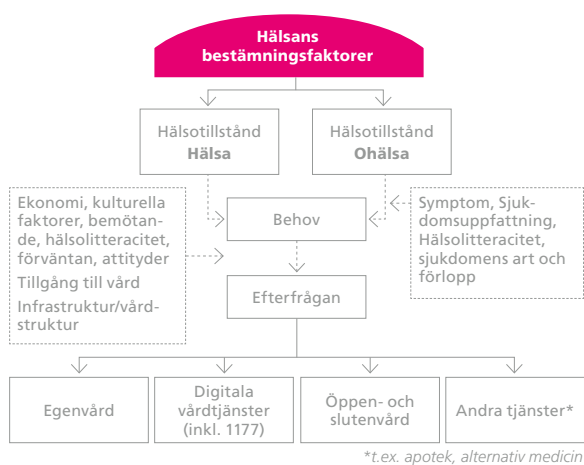 Hälsans
bestämningsfaktorer
Hälsotillstånd
Hälsa
Hälsotillstånd
Ohälsa
Ekonomi, kulturella
faktorer, bemötan-
de, hälsolitteracitet,
förväntan, attityder
Tillgång till vård
Infrastruktur/vård-
struktur
Behov
Symptom, Sjuk-
domsuppfattning,
Hälsolitteracitet,
sjukdomens art och
förlopp
Efterfrågan
Egenvård
Digitala
vårdtjänster
(inkl. 1177)
Öppen- och
slutenvård
Andra tjänster*
*t.ex. apotek, alternativ medicin